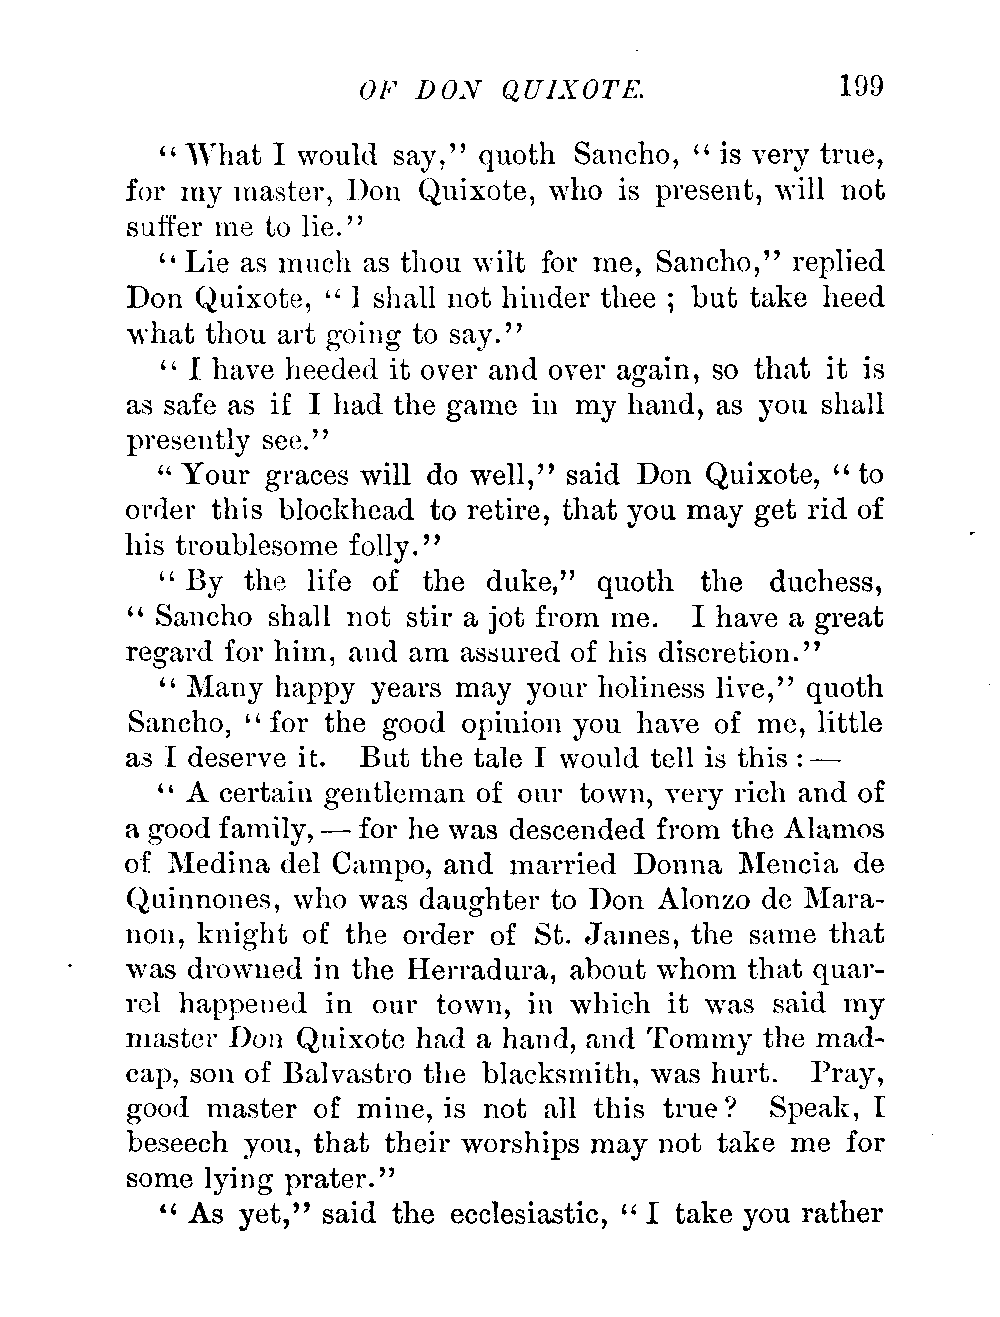 OF DON QUIXOTE. 199
“ What I would say,” quoth Sancho, “ is very true,
for my master, Don Quixote, who is present, will not
suffer me to lie.”
“ Lie as much as thou wilt for me, Sancho,” replied
Don Quixote, “ I shall not hinder thee ; but take heed
what thou art going to say.”
“ I have heeded it over and over again, so that it is
as safe as if I had the game in my hand, as you shall
presently see.”
“ Your graces will do well,” said Don Quixote, “ to
order this blockhead to retire, that you may get rid of
his troublesome folly.”
“ By the life of the duke,” quoth the duchess,
“ Sancho shall not stir a jot from me. I have a great
regard for him, and am assured of his discretion.”
“ Many happy years may your holiness live,” quoth
Sancho, “ for the good opinion you have of me, little
as I deserve it. But the tale I would tell is this : —
“ A certain gentleman of our town, very rich and of
a good family, — for he was descended from the Alamos
of Medina del Campo, and married Donna Mencia de
Quinnones, who was daughter to Don Alonzo de Mara-
non, knight of the order of St. James, the same that
was drowned in the Herradura, about whom that quar-
rel happened in our town, in which it was said my
master Don Quixote had a hand, and Tommy the mad-
cap, son of Balvastro the blacksmith, was hurt. Pray,
good master of mine, is not all this true? Speak, I
beseech you, that their worships may not take me for
some lying prater.”
“ As yet,” said the ecclesiastic, “ I take you rather